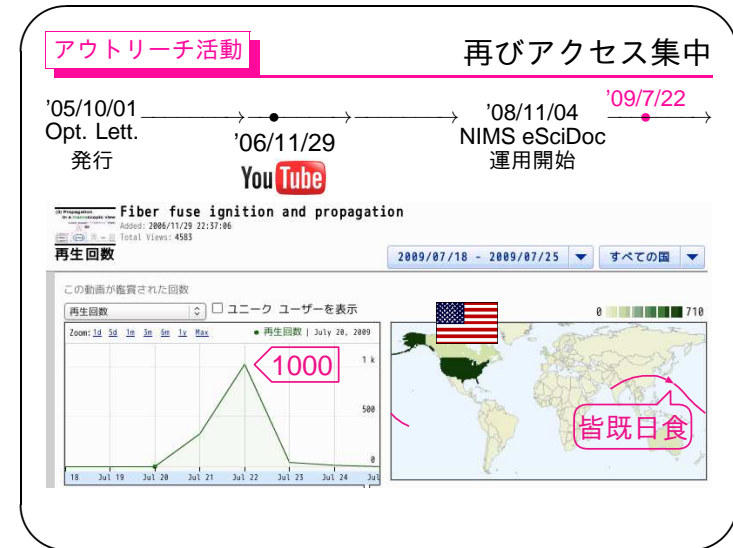 アウトリーチ活動
再びアクセス集中
'05/10/01
Opt. Lett.
発行
'06/11/29
YouTube
'08/11/04
NIMS eSciDoc
運用開始
'09/7/22
Fiber fuse ignition and propagation
Added: 2006/11/29 22:37:06
Total Views: 4583
再生回数
2009/07/18 - 2009/07/25
すべての国
この動画が鑑賞された回数
再生回数
ユニーク ユーザーを表示
0 710
Zoom: 1d 5d 1m 3m 6m 1y Max
再生回数 | July 20, 2009
1000
1 k
500
0
皆既日食
18 Jul 19 Jul 20 Jul 21 Jul 22 Jul 23 Jul 24 Jul